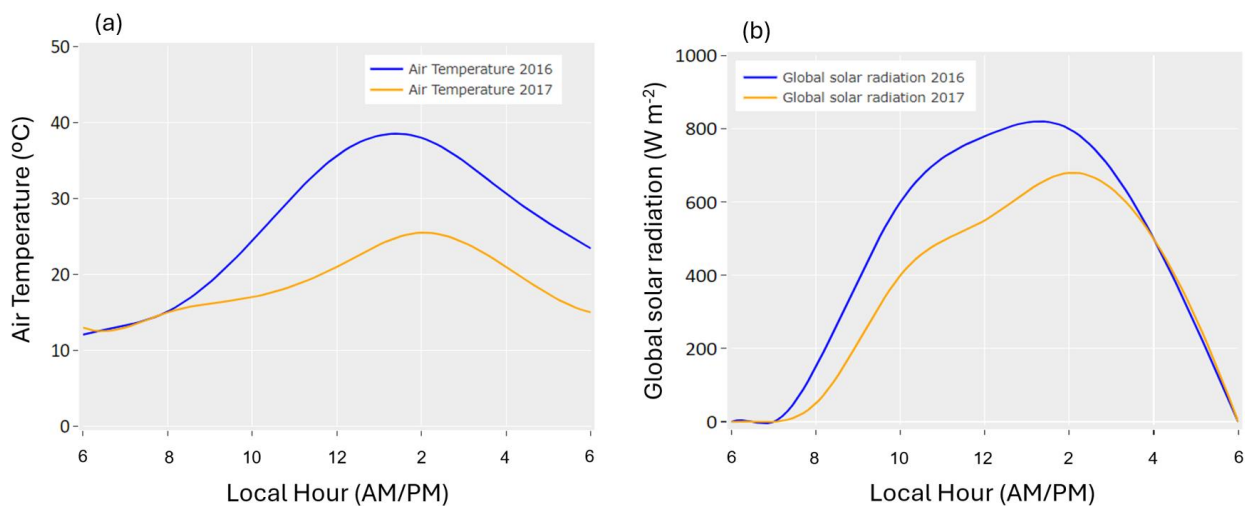 (a)
50
40
30
20
10
0
Air Temperature (ºC)
Air Temperature 2016
Air Temperature 2017
6 8 10 12 2 4 6
Local Hour (AM/PM)
(b)
1000
800
600
400
200
0
Global solar radiation (W m⁻²)
Global solar radiation 2016
Global solar radiation 2017
6 8 10 12 2 4 6
Local Hour (AM/PM)